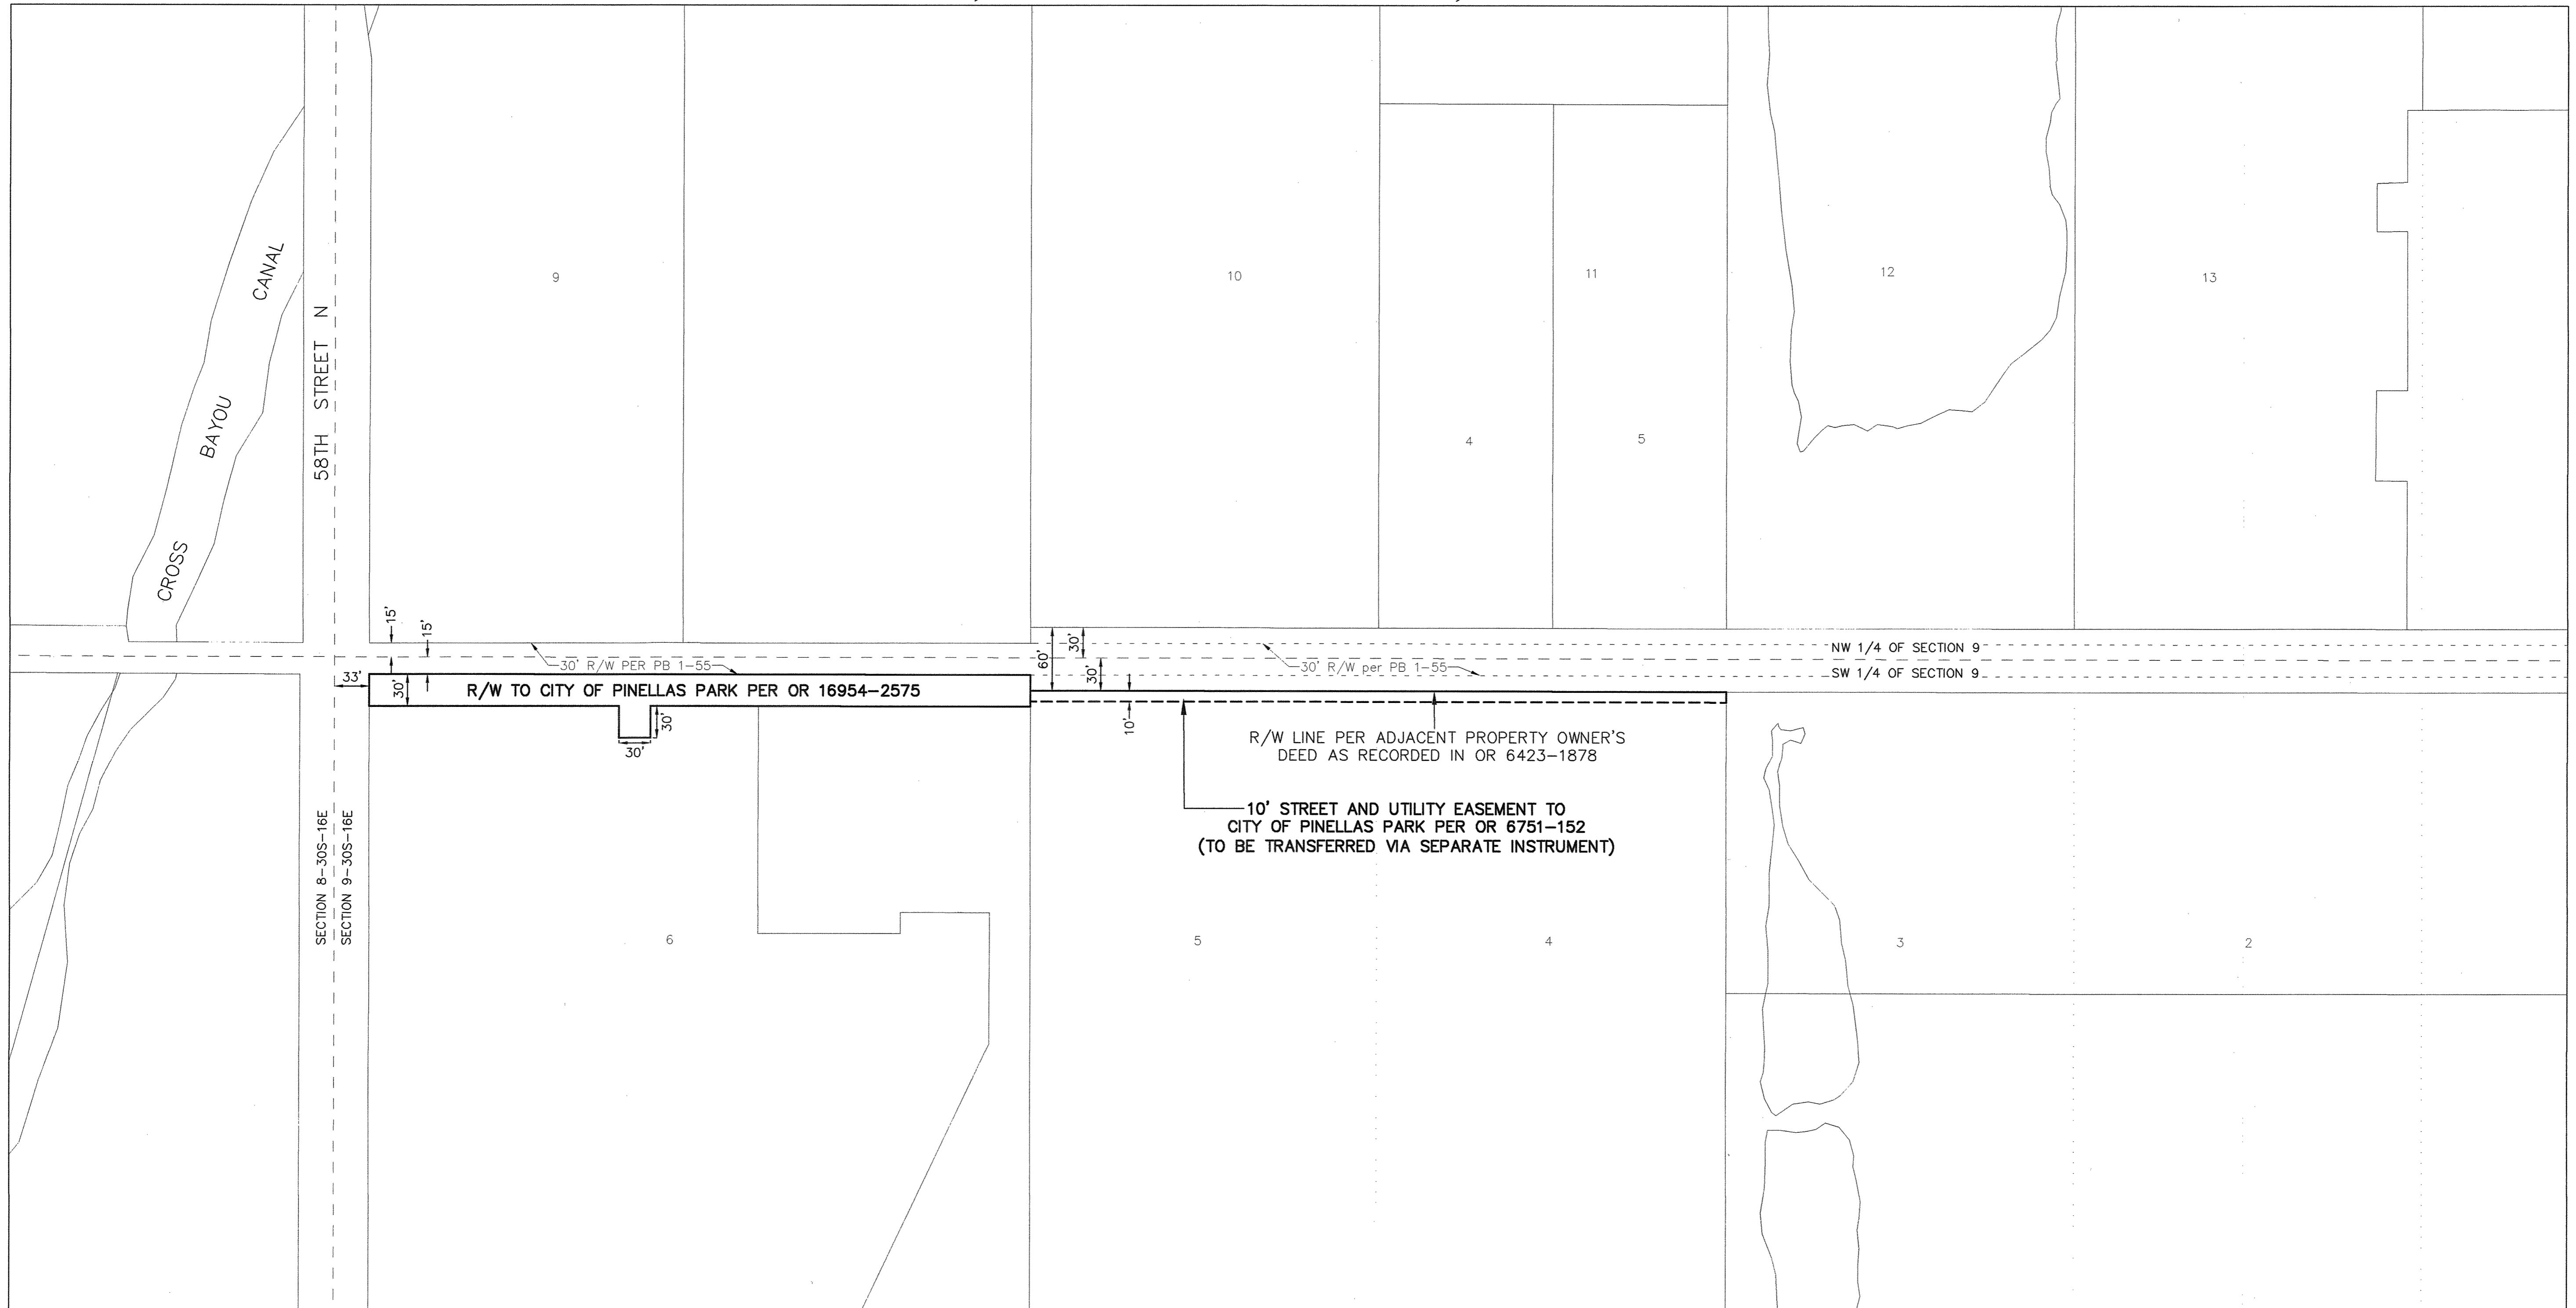 CROSS BAYOU CANAL
58TH STREET N
9
10
11
12
13
4
5
15'
15'
30' R/W PER PB 1-55
60'
30'
30'
30' R/W per PB 1-55
NW 1/4 OF SECTION 9
SW 1/4 OF SECTION 9
33'
30'
R/W TO CITY OF PINELLAS PARK PER OR 16954-2575
30'
30'
10'
R/W LINE PER ADJACENT PROPERTY OWNER'S
DEED AS RECORDED IN OR 6423-1878
10' STREET AND UTILITY EASEMENT TO
CITY OF PINELLAS PARK PER OR 6751-152
(TO BE TRANSFERRED VIA SEPARATE INSTRUMENT)
SECTION 8-30S-16E
SECTION 9-30S-16E
6
5
4
3
2